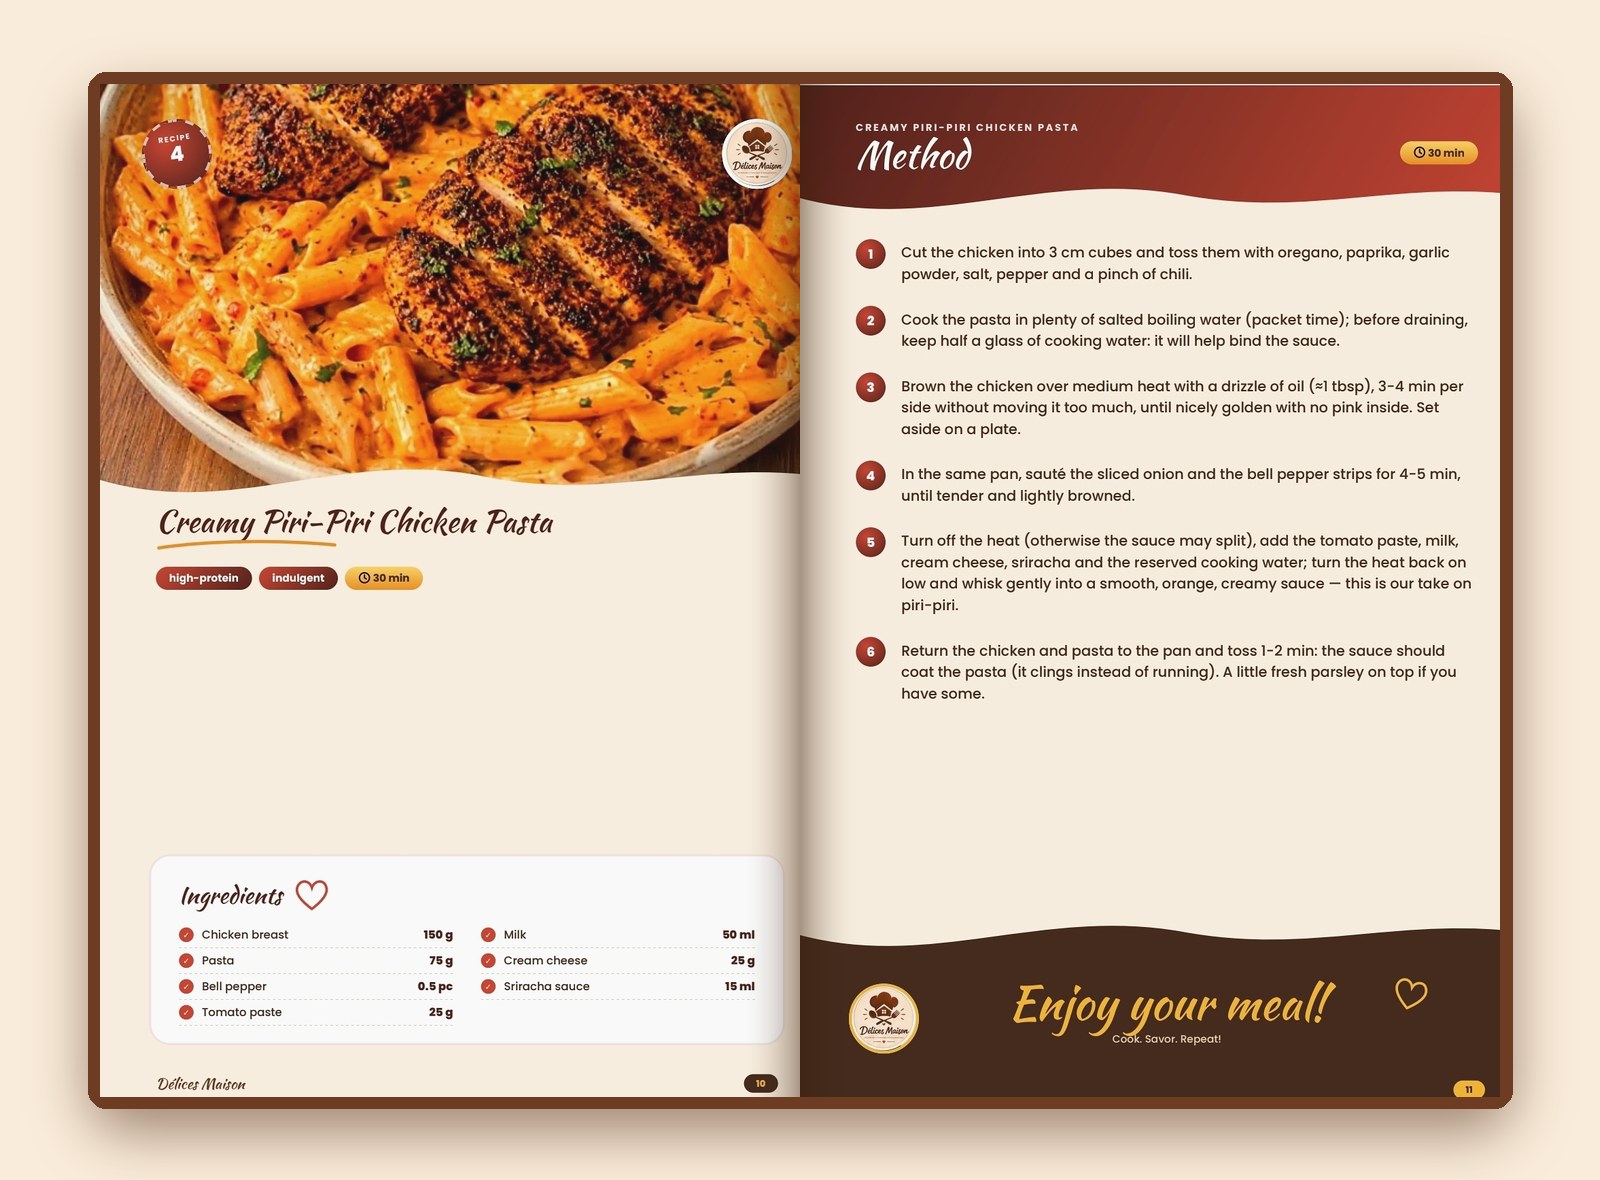 RECIPE
4
Délices Maison
Creamy Piri-Piri Chicken Pasta
high-protein
indulgent
30 min
Ingredients
Chicken breast 150 g
Pasta 75 g
Bell pepper 0.5 pc
Tomato paste 25 g
Milk 50 ml
Cream cheese 25 g
Sriracha sauce 15 ml
Délices Maison
10
CREAMY PIRI-PIRI CHICKEN PASTA
Method
30 min
1
Cut the chicken into 3 cm cubes and toss them with oregano, paprika, garlic
powder, salt, pepper and a pinch of chili.
2
Cook the pasta in plenty of salted boiling water (packet time); before draining,
keep half a glass of cooking water: it will help bind the sauce.
3
Brown the chicken over medium heat with a drizzle of oil (≈1 tbsp), 3-4 min per
side without moving it too much, until nicely golden with no pink inside. Set
aside on a plate.
4
In the same pan, sauté the sliced onion and the bell pepper strips for 4-5 min,
until tender and lightly browned.
5
Turn off the heat (otherwise the sauce may split), add the tomato paste, milk,
cream cheese, sriracha and the reserved cooking water; turn the heat back on
low and whisk gently into a smooth, orange, creamy sauce — this is our take on
piri-piri.
6
Return the chicken and pasta to the pan and toss 1-2 min: the sauce should
coat the pasta (it clings instead of running). A little fresh parsley on top if you
have some.
Délices Maison
Enjoy your meal!
Cook. Savor. Repeat!
11